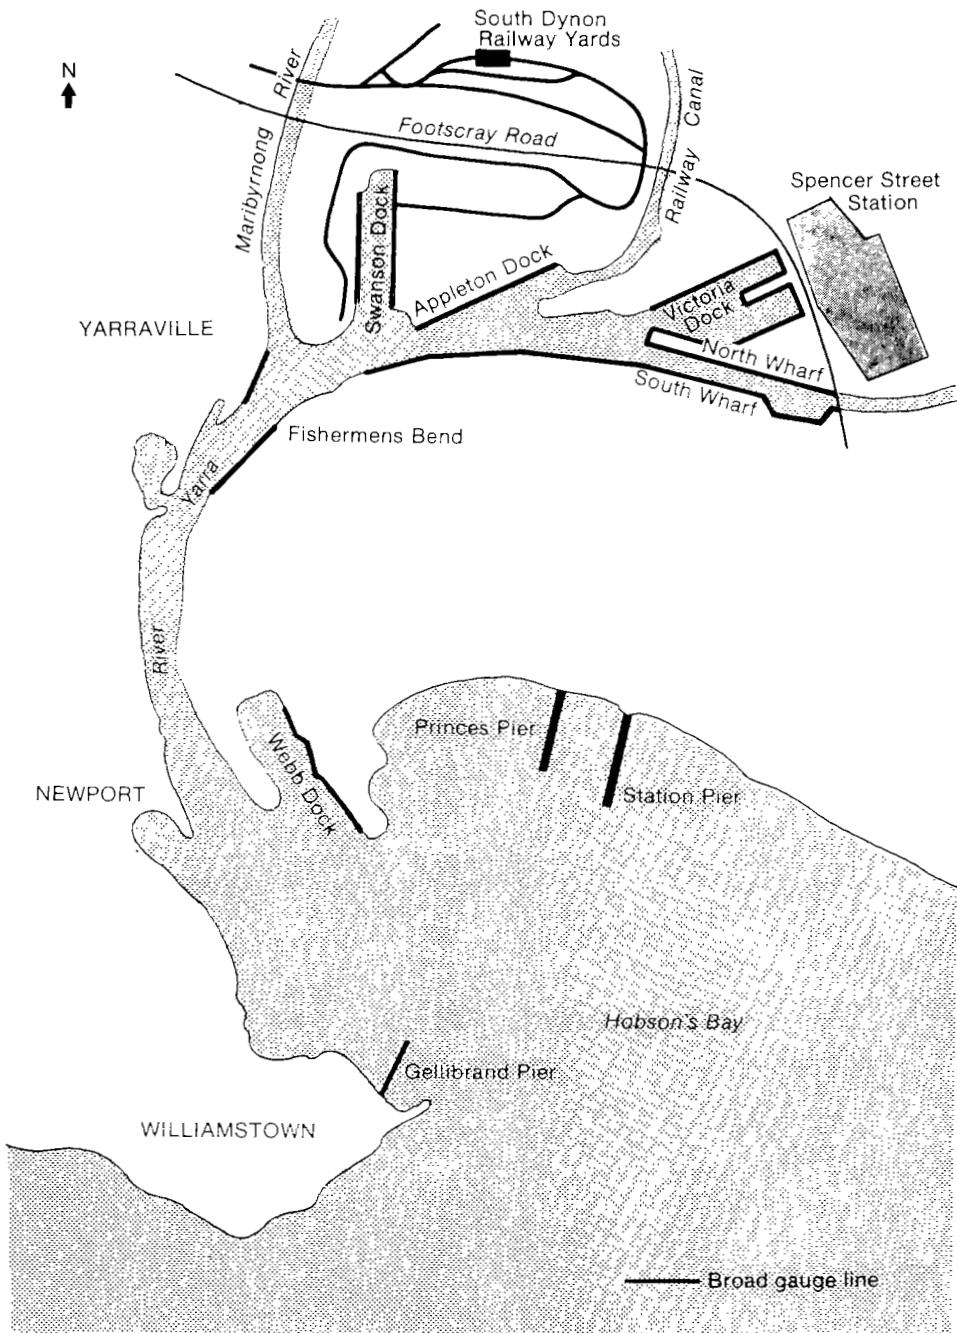 South Dynon
Railway Yards
N
River
Maribyrnong
Footscray Road
Canal
Railway
Spencer Street
Station
Swanson Dock
Appleton Dock
Victoria
Dock
YARRAVILLE
North Wharf
South Wharf
Fishermens Bend
Yarra
River
Princes Pier
Webb Dock
NEWPORT
Station Pier
Hobson's Bay
Gellibrand Pier
WILLIAMSTOWN
Broad gauge line